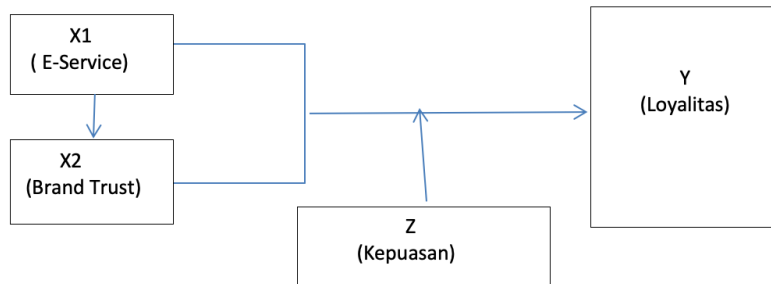 X1
( E-Service)
X2
(Brand Trust)
Y
(Loyalitas)
Z
(Kepuasan)